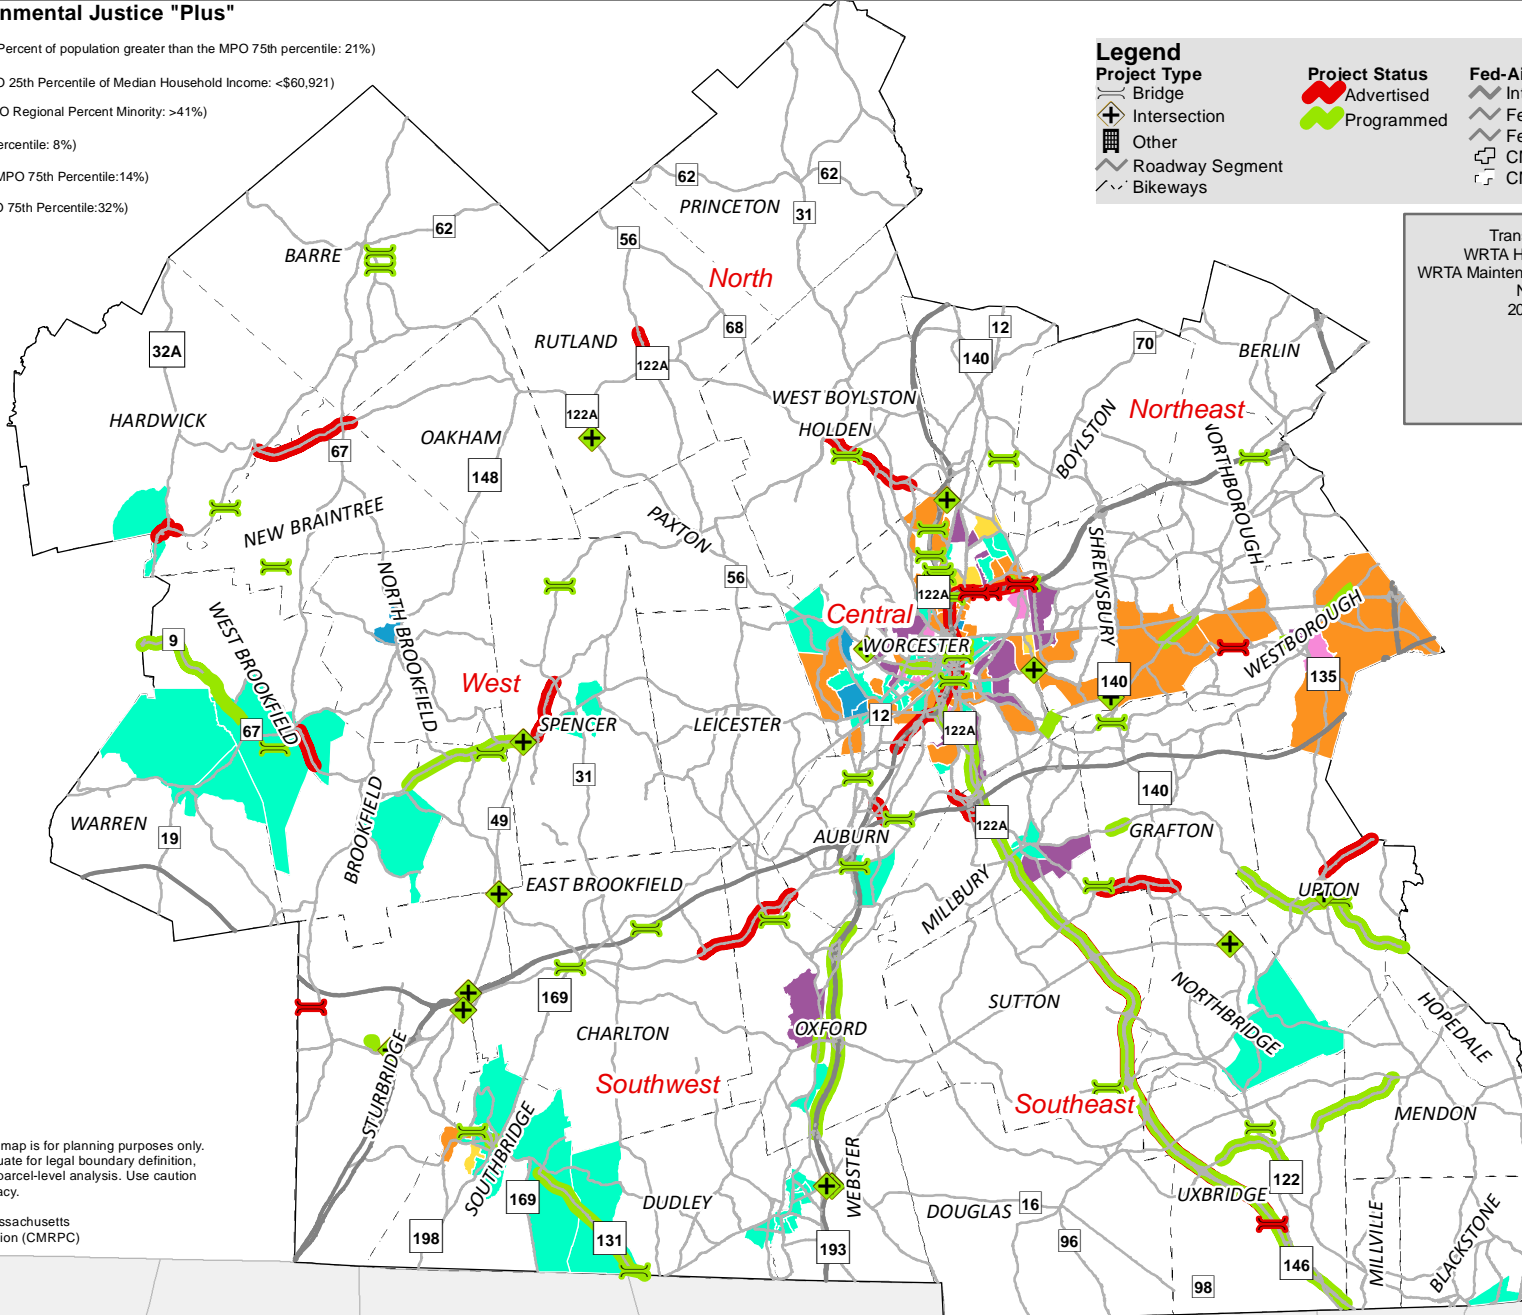 nmental Justice "Plus"
Percent of population greater than the MPO 75th percentile: 21%)
O 25th Percentile of Median Household Income: <$60,921)
O Regional Percent Minority: >41%)
ercentile: 8%)
MPO 75th Percentile:14%)
O 75th Percentile:32%)
Legend
Project Type
Bridge
Intersection
Other
Roadway Segment
Bikeways
Project Status
Advertised
Programmed
Fed-Ai
In
Fe
Fe
CM
CM
Tran
WRTA H
WRTA Mainten
N
20
62
62
PRINCETON
31
62
56
BARRE
North
68
12
140
70
BERLIN
RUTLAND
122A
32A
Northeast
WEST BOYLSTON
HOLDEN
BOYLSTON
122A
HARDWICK
OAKHAM
67
148
NORTHBOROUGH
NEW BRAINTREE
PAXTON
SHREWSBURY
56
122A
NORTH BROOKFIELD
WEST BROOKFIELD
Central
WORCESTER
WESTBOROUGH
9
135
140
West
SPENCER
LEICESTER
12
122A
67
31
140
WARREN
19
BROOKFIELD
49
AUBURN
122A
GRAFTON
EAST BROOKFIELD
MILLBURY
UPTON
169
SUTTON
NORTHBRIDGE
HOPEDALE
CHARLTON
OXFORD
STURBRIDGE
Southwest
Southeast
MENDON
SOUTHBRIDGE
WEBSTER
122
UXBRIDGE
169
DUDLEY
DOUGLAS
16
198
131
193
96
146
98
MILLVILLE
BLACKSTONE
map is for planning purposes only.
uate for legal boundary definition,
parcel-level analysis. Use caution
acy.
ssachusetts
ion (CMRPC)